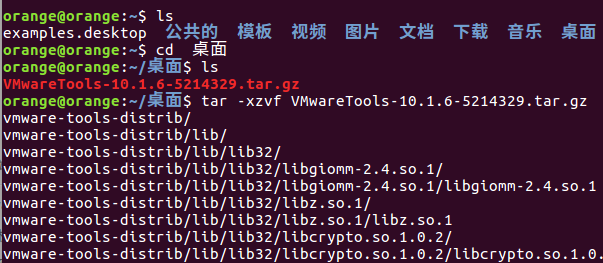 orange@orange:~$ ls
examples.desktop 公共的 模板 视频 图片 文档 下载 音乐 桌面
orange@orange:~$ cd 桌面
orange@orange:~/桌面$ ls
VMwareTools-10.1.6-5214329.tar.gz
orange@orange:~/桌面$ tar -xzvf VMwareTools-10.1.6-5214329.tar.gz
vmware-tools-distrib/
vmware-tools-distrib/lib/
vmware-tools-distrib/lib/lib32/
vmware-tools-distrib/lib/lib32/libgiomm-2.4.so.1/
vmware-tools-distrib/lib/lib32/libgiomm-2.4.so.1/libgiomm-2.4.so.1
vmware-tools-distrib/lib/lib32/libz.so.1/
vmware-tools-distrib/lib/lib32/libz.so.1/libz.so.1
vmware-tools-distrib/lib/lib32/libcrypto.so.1.0.2/
vmware-tools-distrib/lib/lib32/libcrypto.so.1.0.2/libcrypto.so.1.0.